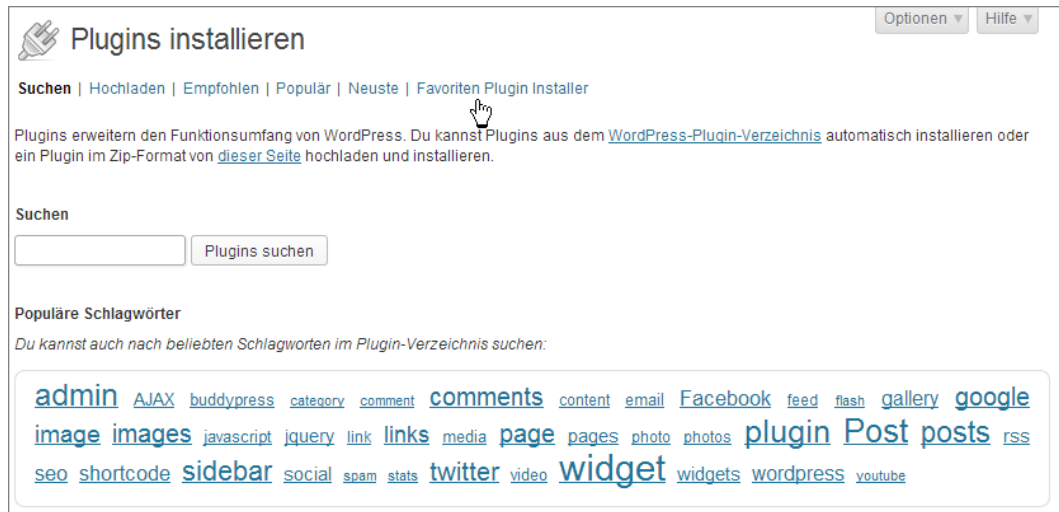 Optionen Hilfe
Plugins installieren
Suchen | Hochladen | Empfohlen | Populär | Neuste | Favoriten Plugin Installer
Plugins erweitern den Funktionsumfang von WordPress. Du kannst Plugins aus dem WordPress-Plugin-Verzeichnis automatisch installieren oder
ein Plugin im Zip-Format von dieser Seite hochladen und installieren.
Suchen
Plugins suchen
Populäre Schlagwörter
Du kannst auch nach beliebten Schlagworten im Plugin-Verzeichnis suchen:
admin AJAX buddypress category comment comments content email Facebook feed flash gallery google
image images javascript jquery link links media page pages photo photos plugin Post posts rss
seo shortcode sidebar social spam stats twitter video widget widgets wordpress youtube